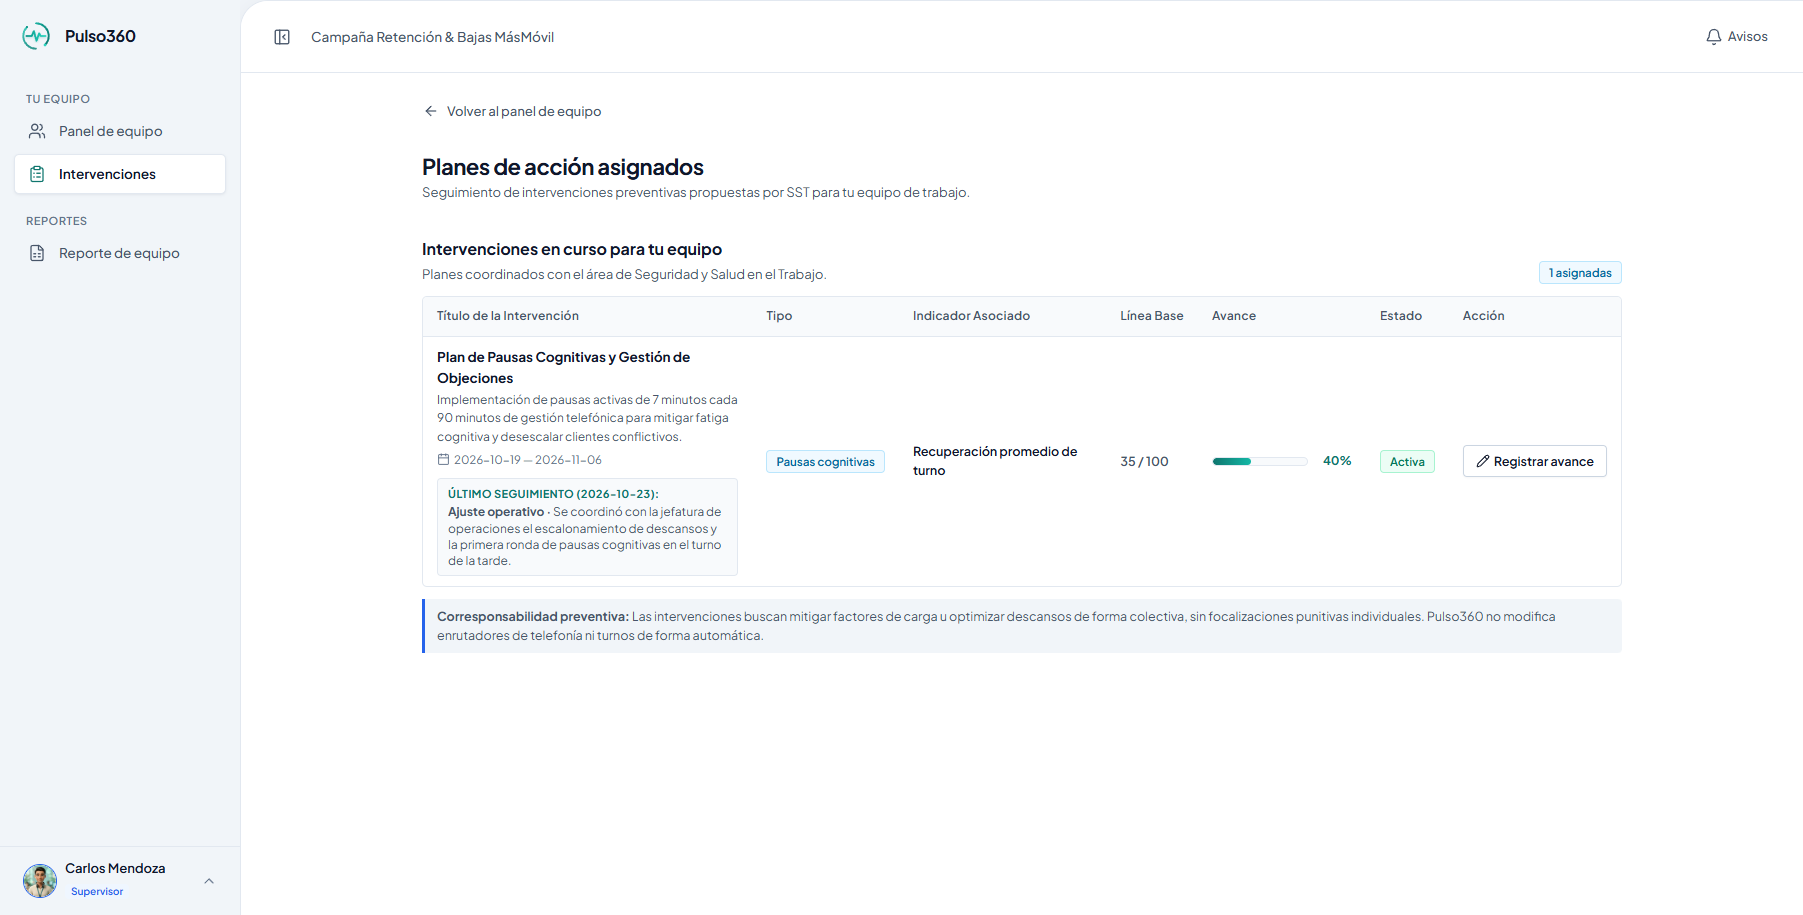 Pulso360
TU EQUIPO
Panel de equipo
Intervenciones
REPORTES
Reporte de equipo
Carlos Mendoza
Supervisor
Campaña Retención & Bajas MásMóvil
Avisos
Volver al panel de equipo
Planes de acción asignados
Seguimiento de intervenciones preventivas propuestas por SST para tu equipo de trabajo.
Intervenciones en curso para tu equipo
Planes coordinados con el área de Seguridad y Salud en el Trabajo.
1 asignadas
Título de la Intervención Tipo Indicador Asociado Línea Base Avance Estado Acción
Plan de Pausas Cognitivas y Gestión de
Objeciones
Implementación de pausas activas de 7 minutos cada
90 minutos de gestión telefónica para mitigar fatiga
cognitiva y desescalar clientes conflictivos.
2026-10-19 — 2026-11-06
ÚLTIMO SEGUIMIENTO (2026-10-23):
Ajuste operativo · Se coordinó con la jefatura de
operaciones el escalonamiento de descansos y
la primera ronda de pausas cognitivas en el turno
de la tarde.
Pausas cognitivas
Recuperación promedio de
turno
35 / 100
40%
Activa
Registrar avance
Corresponsabilidad preventiva: Las intervenciones buscan mitigar factores de carga u optimizar descansos de forma colectiva, sin focalizaciones punitivas individuales. Pulso360 no modifica
enrutadores de telefonía ni turnos de forma automática.